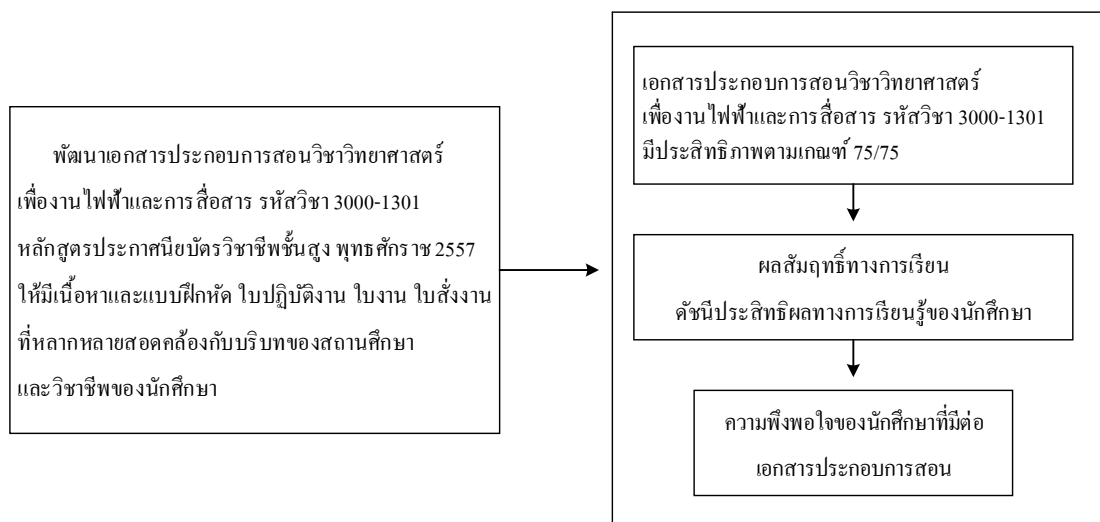 พัฒนาเอกสารประกอบการสอนวิชาวิทยาศาสตร์
เพื่องานไฟฟ้าและการสื่อสาร รหัสวิชา 3000-1301
หลักสูตรประกาศนียบัตรวิชาชีพชั้นสูง พุทธศักราช 2557
ให้มีเนื้อหาและแบบฝึกหัด ใบปฏิบัติงาน ใบงาน ใบสั่งงาน
ที่หลากหลายสอดคล้องกับบริบทของสถานศึกษา
และวิชาชีพของนักศึกษา
เอกสารประกอบการสอนวิชาวิทยาศาสตร์
เพื่องานไฟฟ้าและการสื่อสาร รหัสวิชา 3000-1301
มีประสิทธิภาพตามเกณฑ์ 75/75
ผลสัมฤทธิ์ทางการเรียน
ดัชนีประสิทธิผลทางการเรียนรู้ของนักศึกษา
ความพึงพอใจของนักศึกษาที่มีต่อ
เอกสารประกอบการสอน